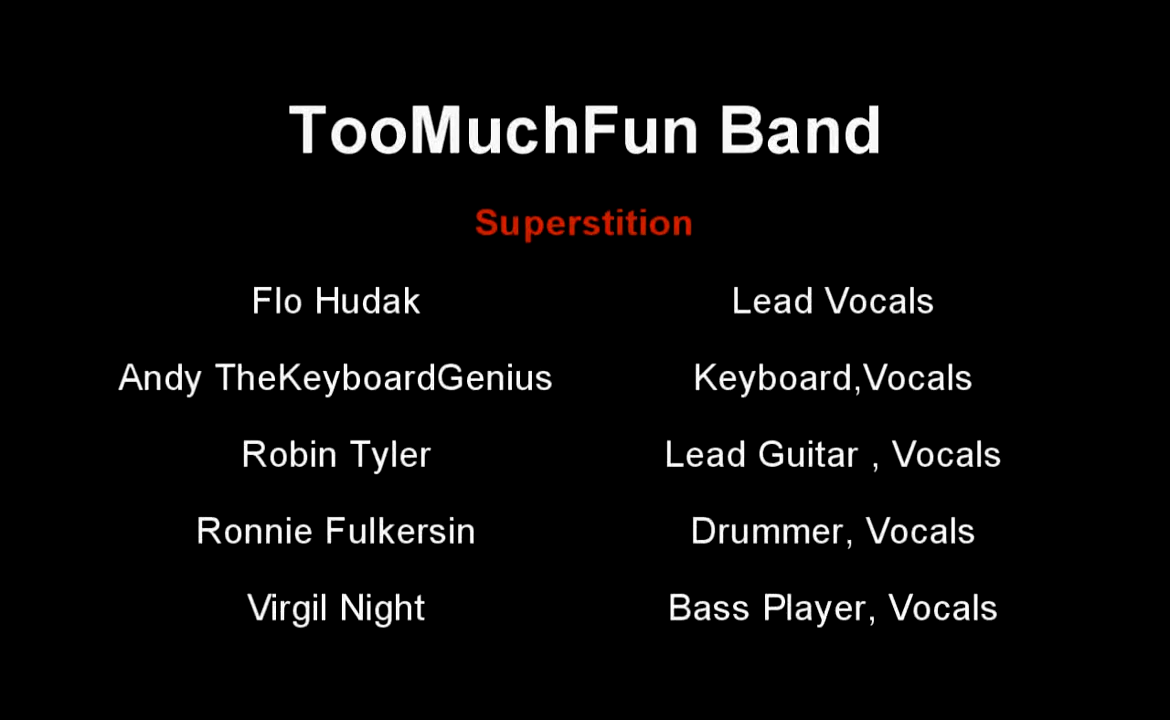 TooMuchFun Band
Superstition
Flo Hudak Lead Vocals
Andy TheKeyboardGenius Keyboard,Vocals
Robin Tyler Lead Guitar , Vocals
Ronnie Fulkersin Drummer, Vocals
Virgil Night Bass Player, Vocals